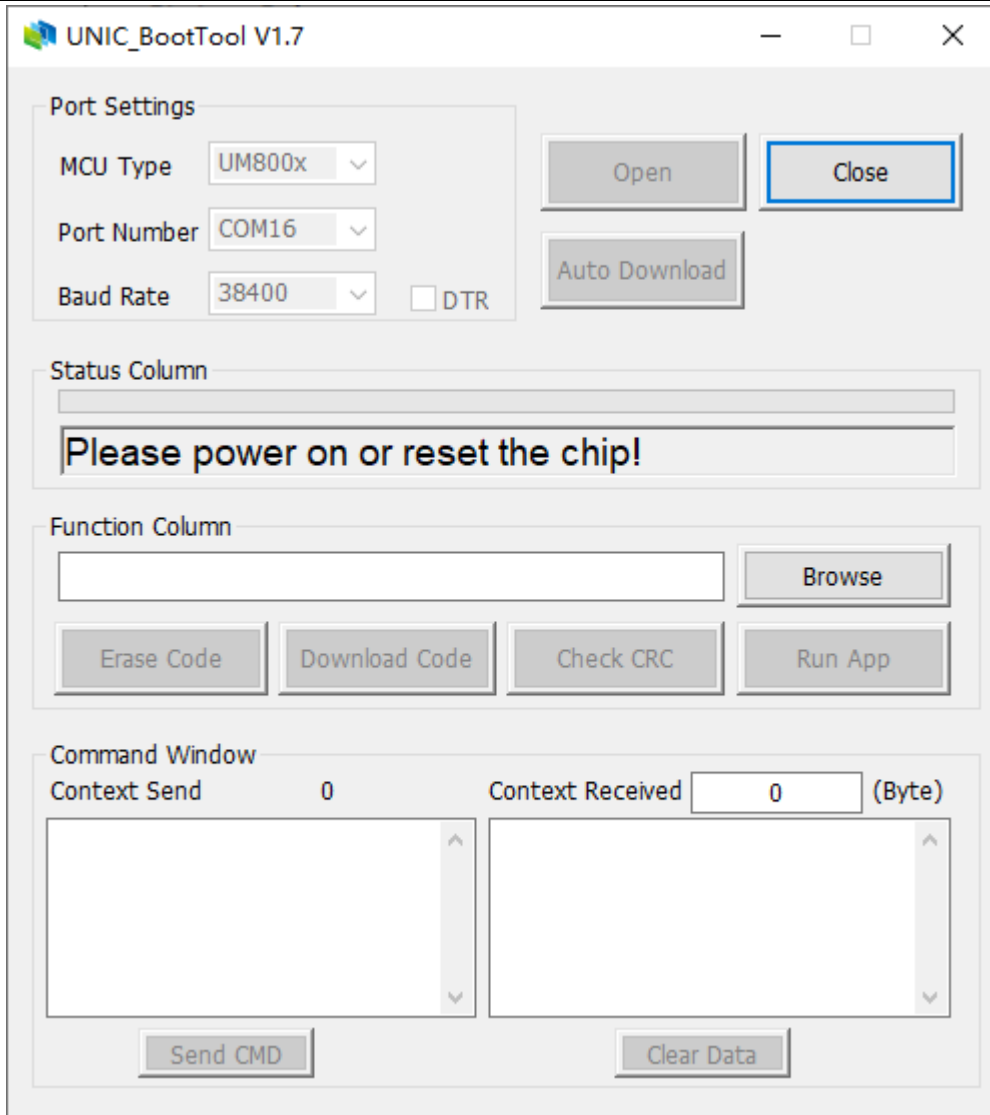 UNIC_BootTool V1.7
Port Settings
MCU Type UM800x
Open
Close
Port Number COM16
Auto Download
Baud Rate 38400
DTR
Status Column
Please power on or reset the chip!
Function Column
Browse
Erase Code
Download Code
Check CRC
Run App
Command Window
Context Send 0
Context Received 0 (Byte)
Send CMD
Clear Data